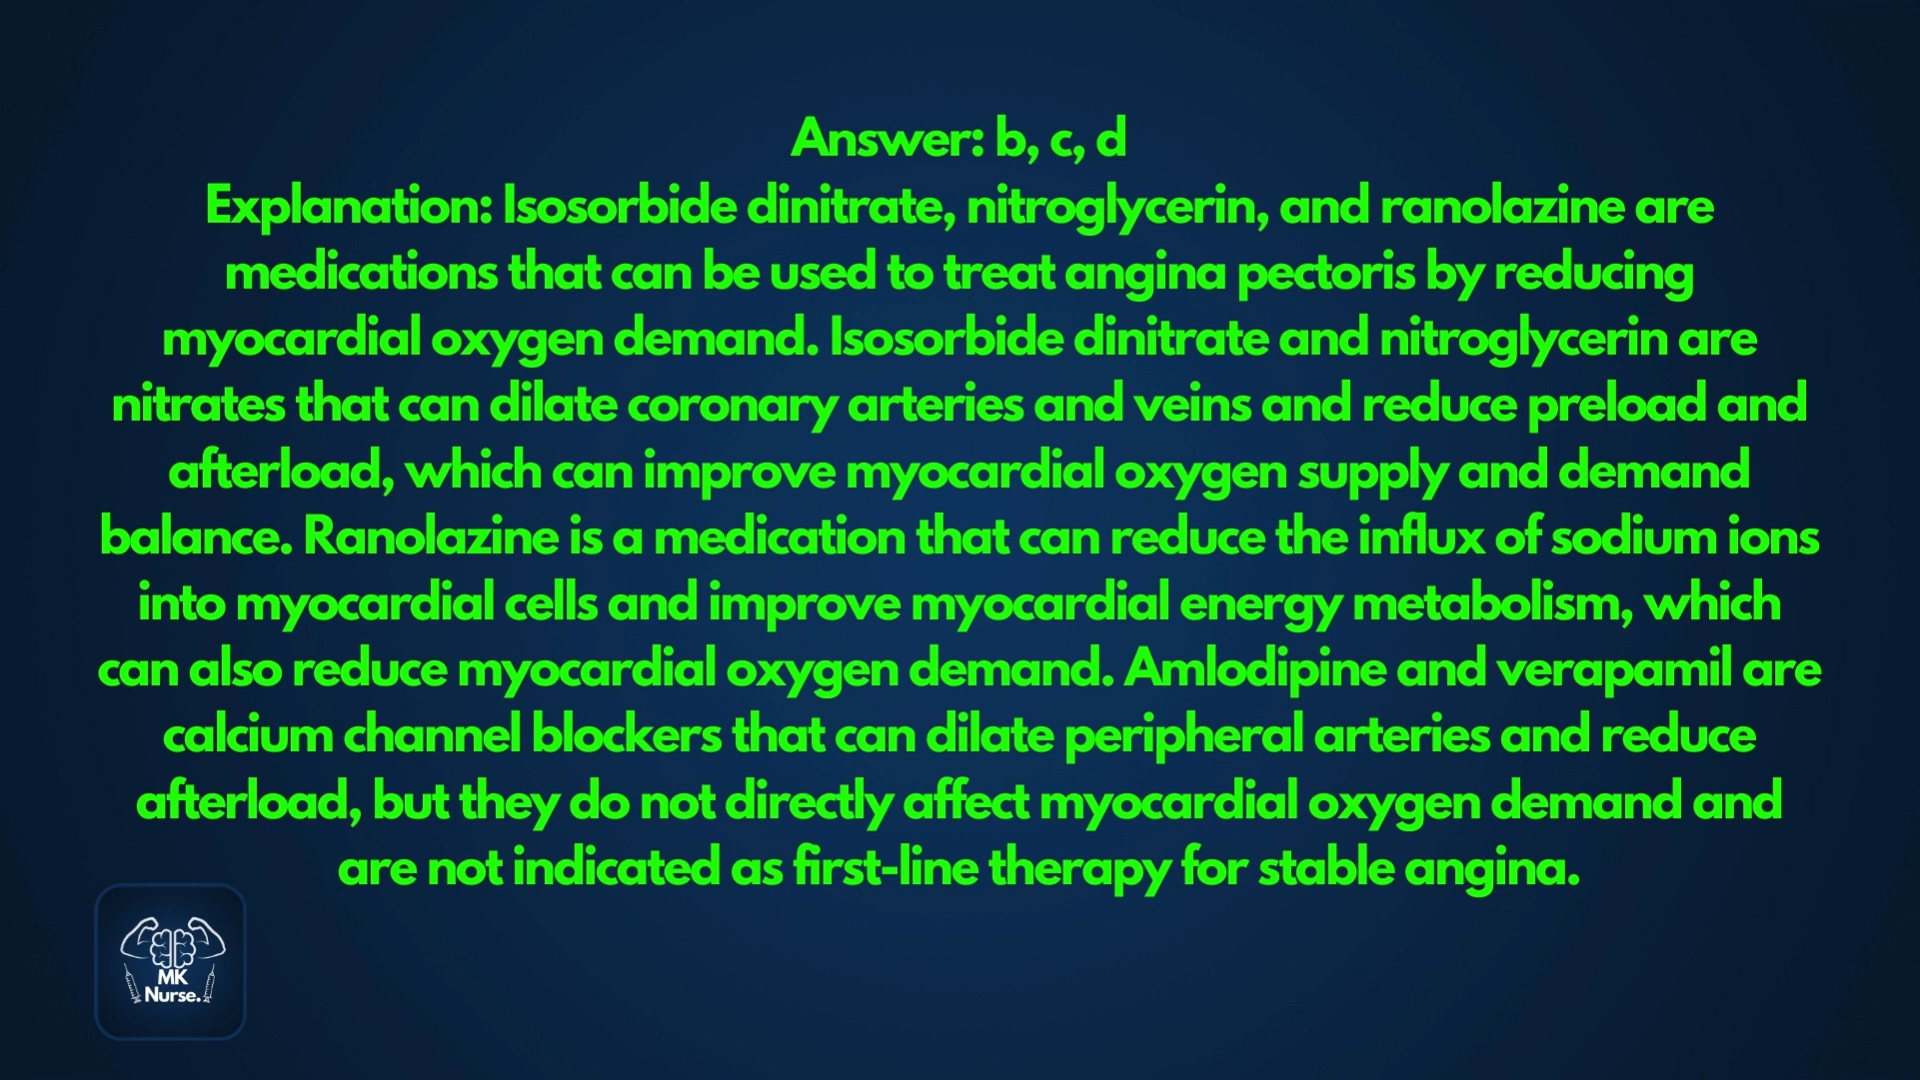 Answer: b, c, d
Explanation: Isosorbide dinitrate, nitroglycerin, and ranolazine are
medications that can be used to treat angina pectoris by reducing
myocardial oxygen demand. Isosorbide dinitrate and nitroglycerin are
nitrates that can dilate coronary arteries and veins and reduce preload and
afterload, which can improve myocardial oxygen supply and demand
balance. Ranolazine is a medication that can reduce the influx of sodium ions
into myocardial cells and improve myocardial energy metabolism, which
can also reduce myocardial oxygen demand. Amlodipine and verapamil are
calcium channel blockers that can dilate peripheral arteries and reduce
afterload, but they do not directly affect myocardial oxygen demand and
are not indicated as first-line therapy for stable angina.
MK
Nurse.